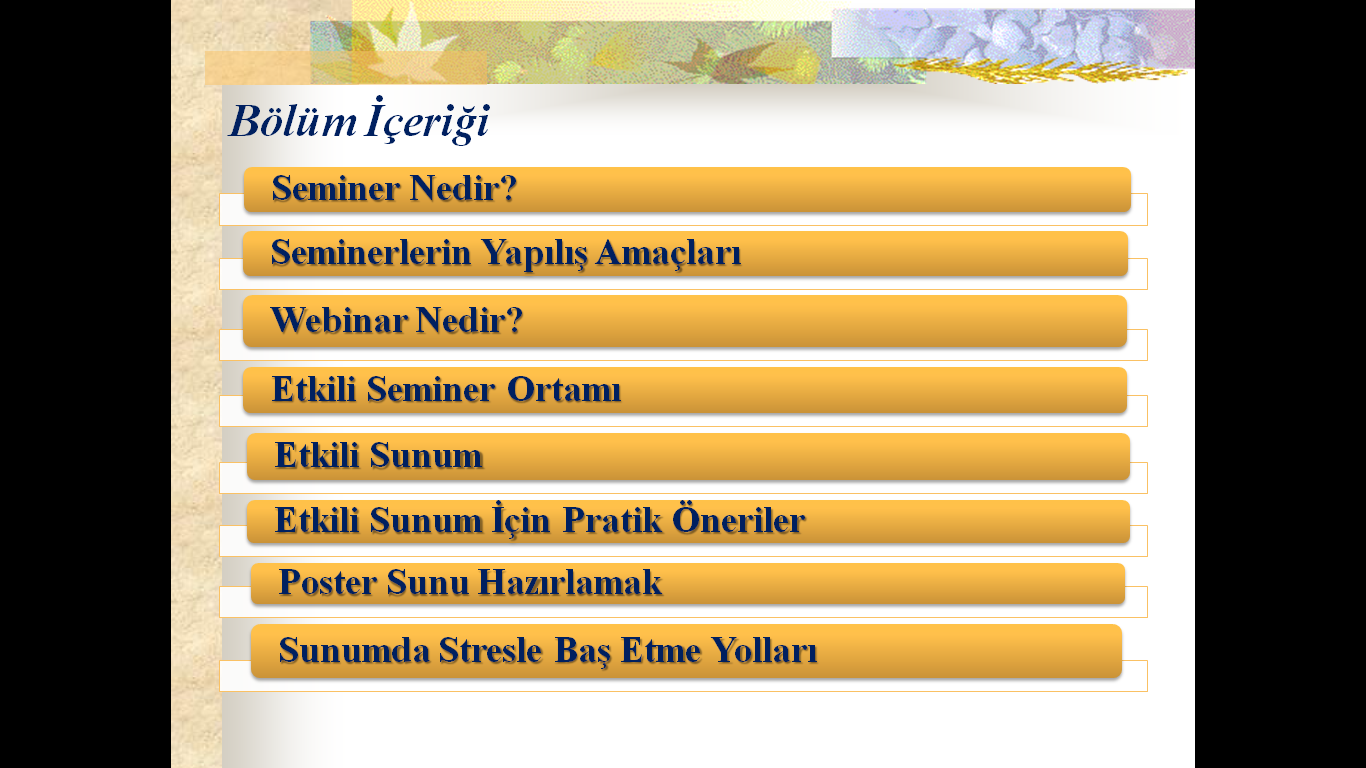 Bölüm İçeriği
Seminer Nedir?
Seminerlerin Yapılış Amaçları
Webinar Nedir?
Etkili Seminer Ortamı
Etkili Sunum
Etkili Sunum İçin Pratik Öneriler
Poster Sunu Hazırlamak
Sunumda Stresle Baş Etme Yolları